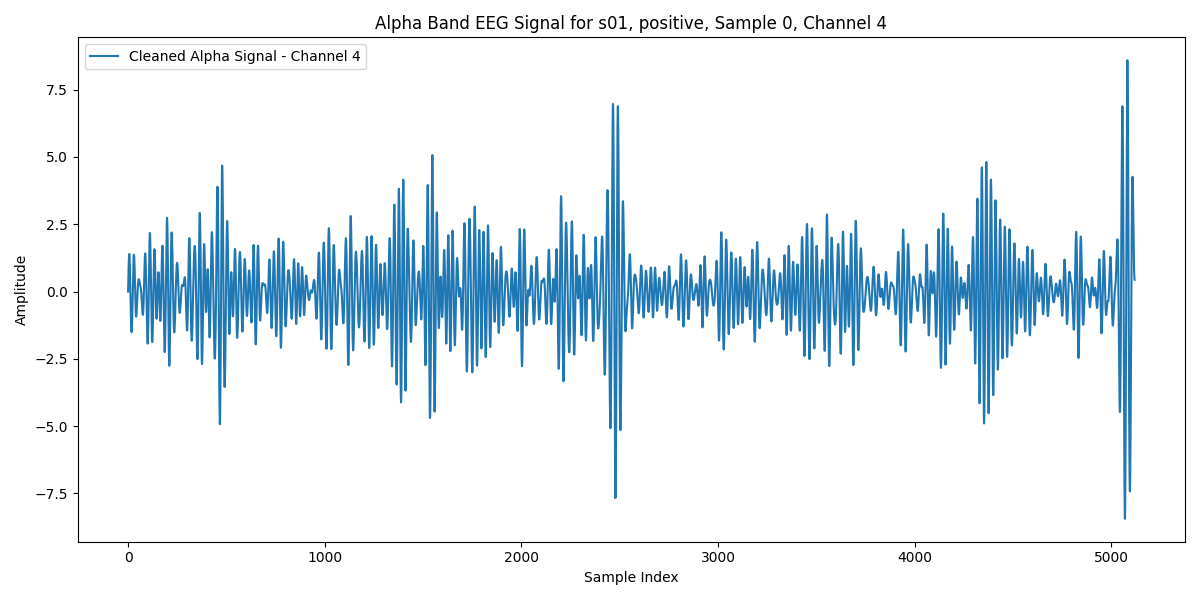 Alpha Band EEG Signal for s01, positive, Sample 0, Channel 4
Cleaned Alpha Signal - Channel 4
7.5
5.0
2.5
0.0
−2.5
−5.0
−7.5
Amplitude
0 1000 2000 3000 4000 5000
Sample Index